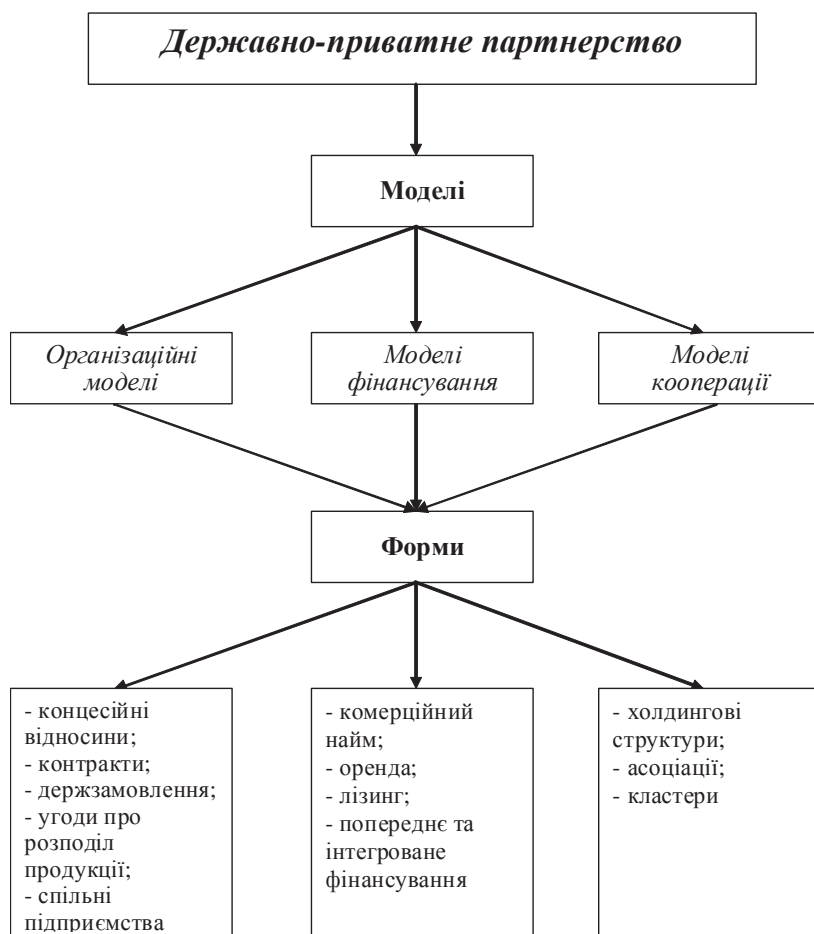 Державно-приватне партнерство
Моделі
Організаційні
моделі
Моделі
фінансування
Моделі
кооперації
Форми
- концесійні
відносини;
- контракти;
- держзамовлення;
- угоди про
розподіл
продукції;
- спільні
підприємства
- комерційний
найм;
- оренда;
- лізинг;
- попереднє та
інтегроване
фінансування
- холдингові
структури;
- асоціації;
- кластери